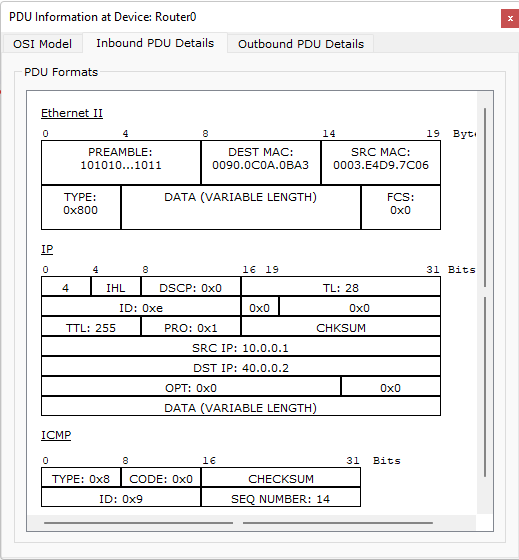 PDU Information at Device: Router0
x
OSI Model Inbound PDU Details Outbound PDU Details
PDU Formats
Ethernet II
0 4 8 14 19 Byte
PREAMBLE: DEST MAC: SRC MAC:
101010...1011 0090.0C0A.0BA3 0003.E4D9.7C06
TYPE: DATA (VARIABLE LENGTH) FCS:
0x800 0x0
IP
0 4 8 16 19 31 Bits
4 IHL DSCP: 0x0 TL: 28
ID: 0xe 0x0 0x0
TTL: 255 PRO: 0x1 CHKSUM
SRC IP: 10.0.0.1
DST IP: 40.0.0.2
OPT: 0x0 0x0
DATA (VARIABLE LENGTH)
ICMP
0 8 16 31 Bits
TYPE: 0x8 CODE: 0x0 CHECKSUM
ID: 0x9 SEQ NUMBER: 14